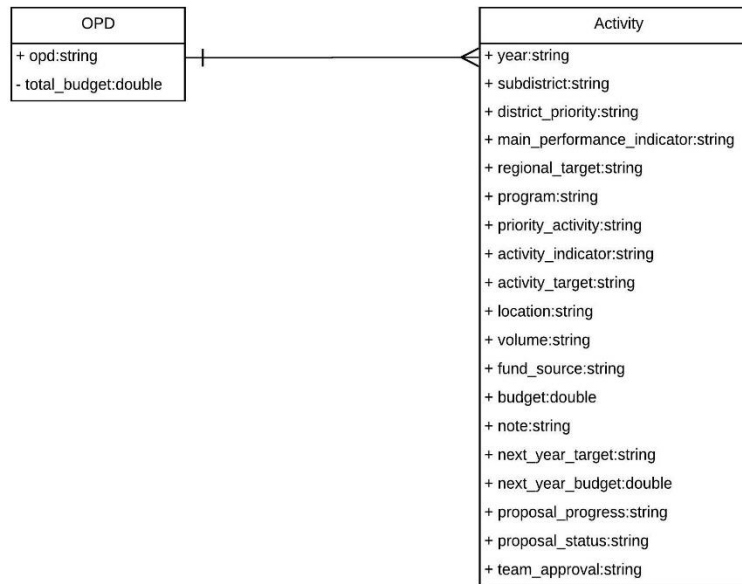 OPD
+ opd:string
- total_budget:double
Activity
+ year:string
+ subdistrict:string
+ district_priority:string
+ main_performance_indicator:string
+ regional_target:string
+ program:string
+ priority_activity:string
+ activity_indicator:string
+ activity_target:string
+ location:string
+ volume:string
+ fund_source:string
+ budget:double
+ note:string
+ next_year_target:string
+ next_year_budget:double
+ proposal_progress:string
+ proposal_status:string
+ team_approval:string